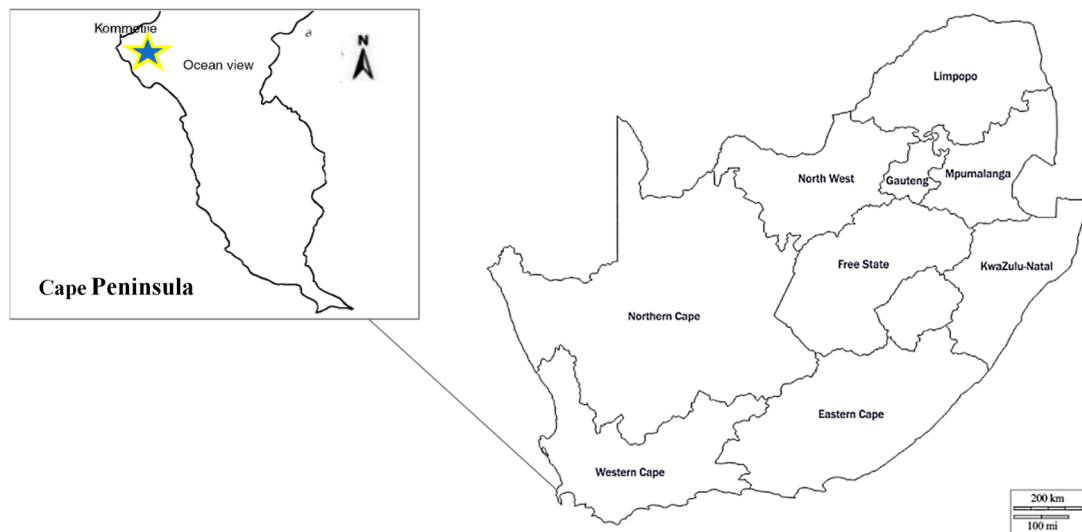 Kommetjie
Ocean view
a
N
Cape Peninsula
Limpopo
North West
Gauteng
Mpumalanga
Free State
KwaZulu-Natal
Northern Cape
Eastern Cape
Western Cape
200 km
100 mi